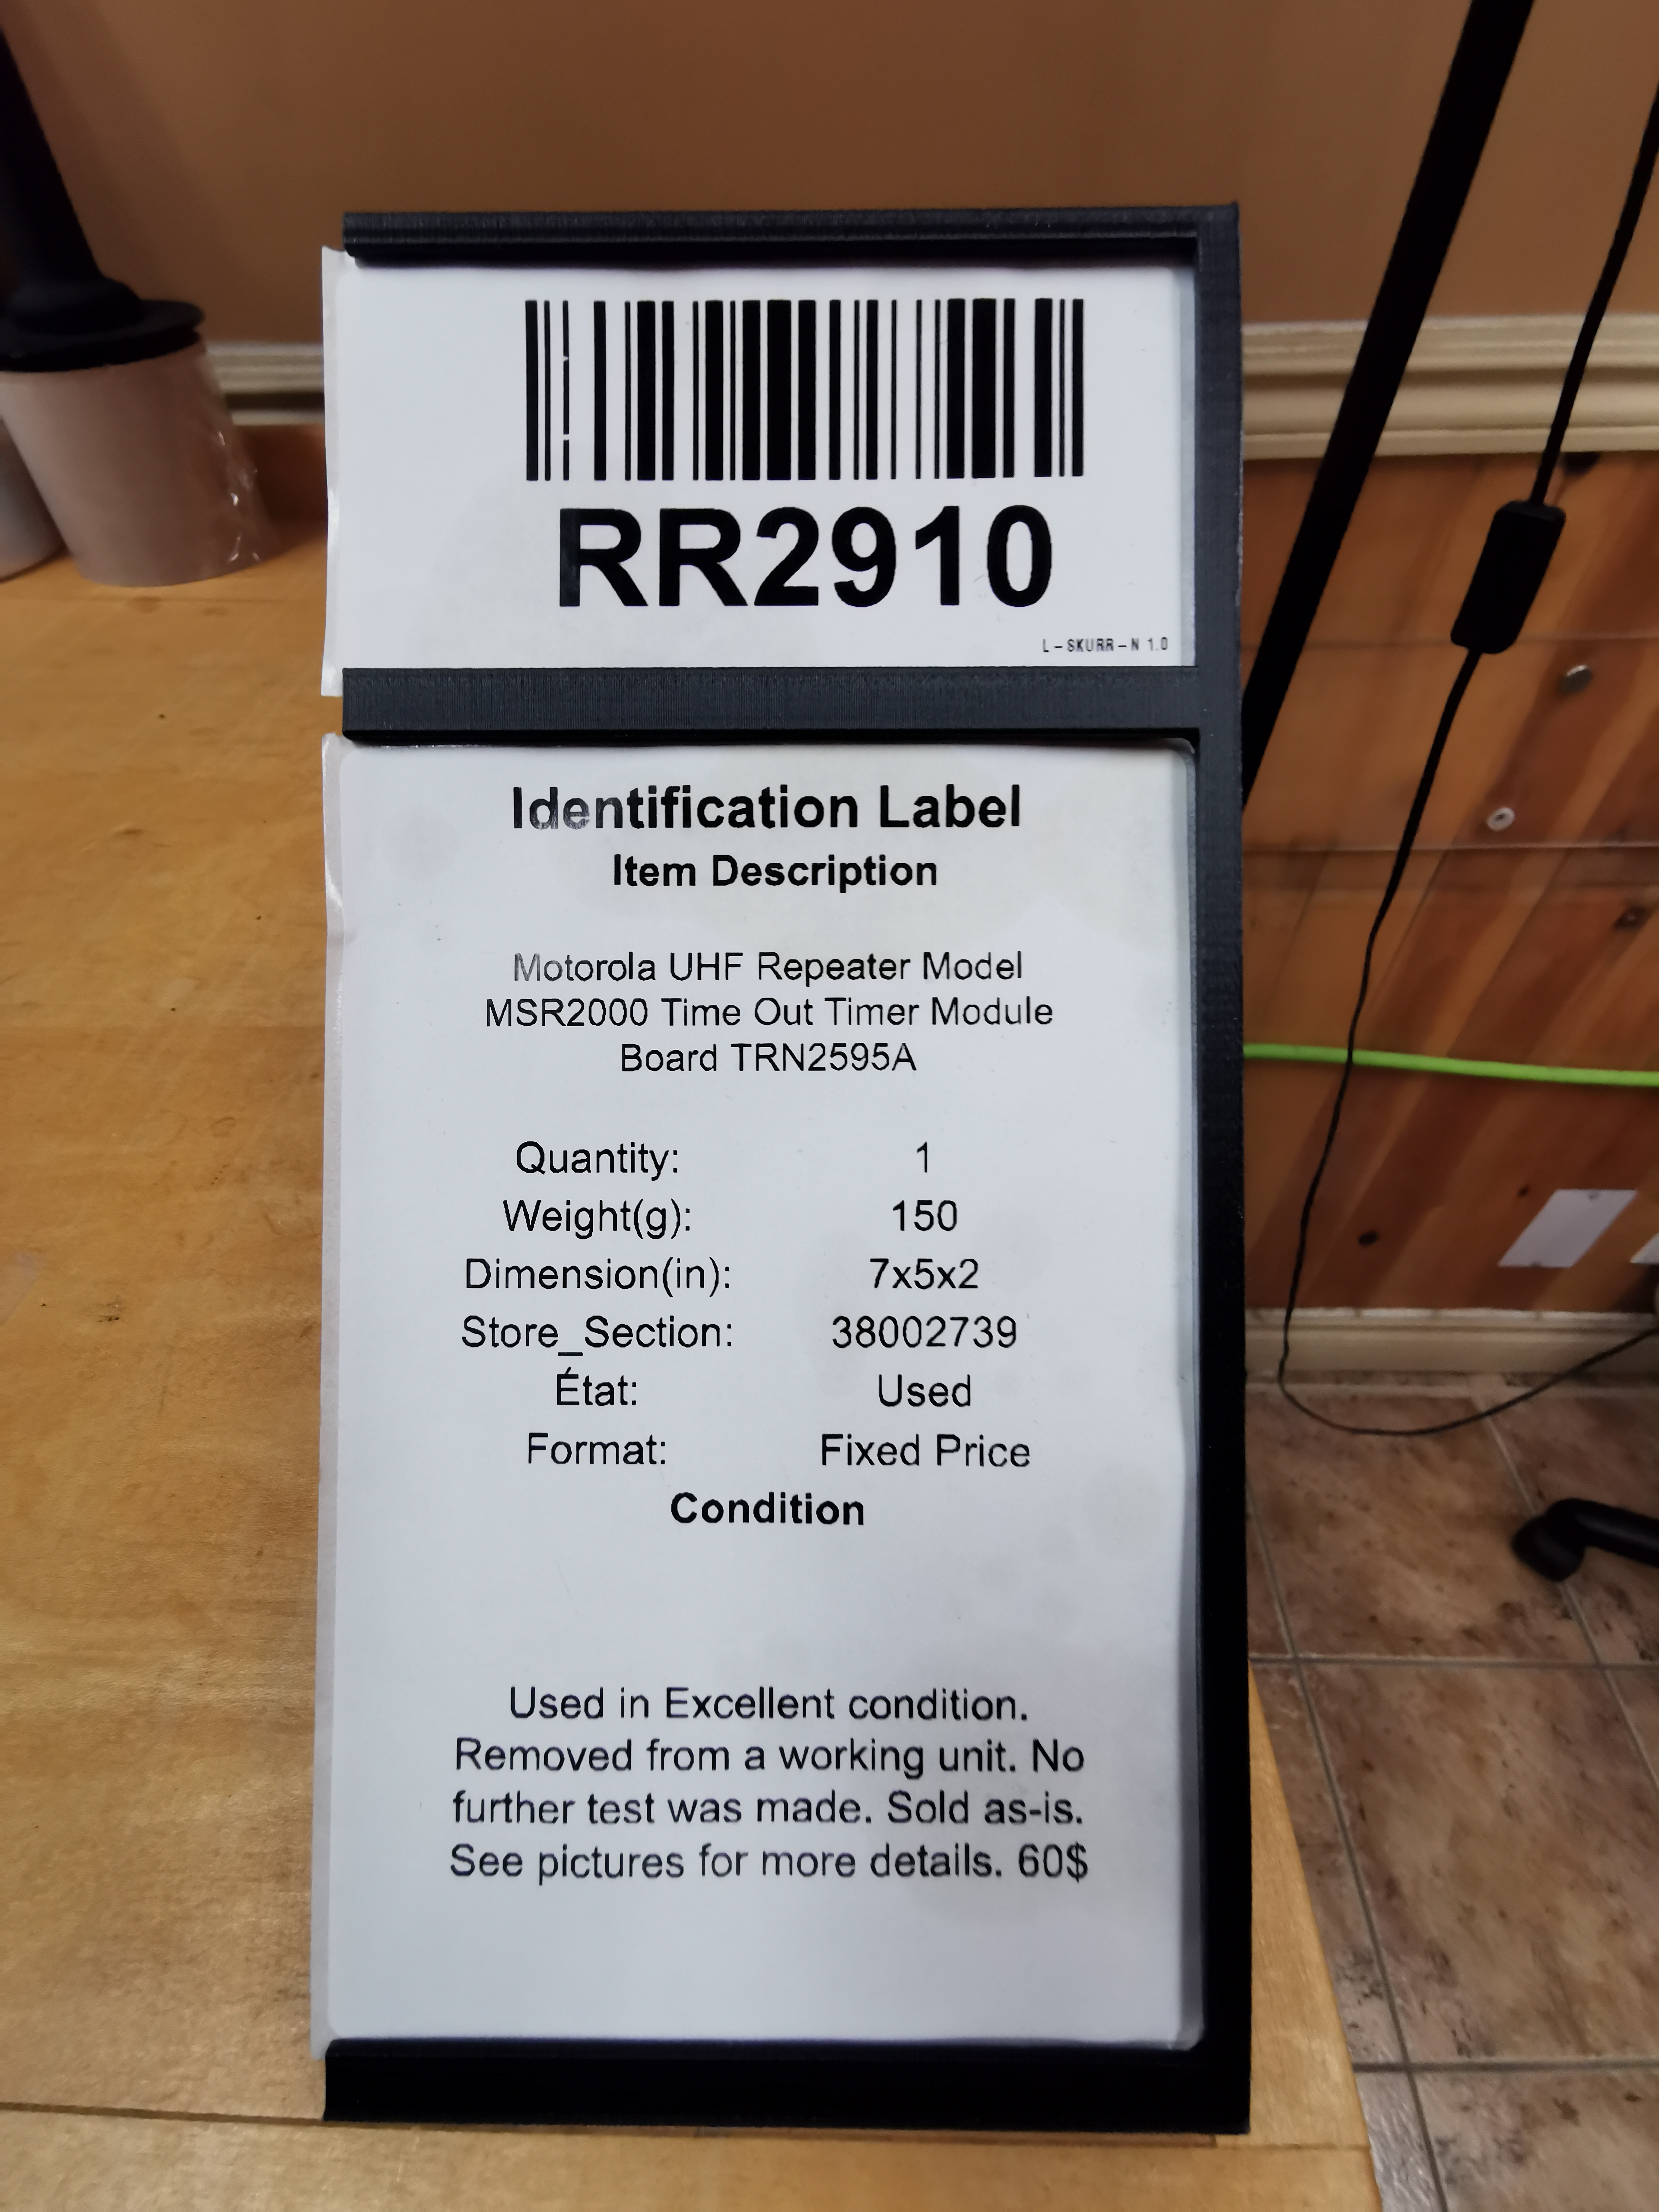 RR2910
L-SKURR-N 1.0
Identification Label
Item Description
Motorola UHF Repeater Model
MSR2000 Time Out Timer Module
Board TRN2595A
Quantity: 1
Weight(g): 150
Dimension(in): 7x5x2
Store_Section: 38002739
État: Used
Format: Fixed Price
Condition
Used in Excellent condition.
Removed from a working unit. No
further test was made. Sold as-is.
See pictures for more details. 60$